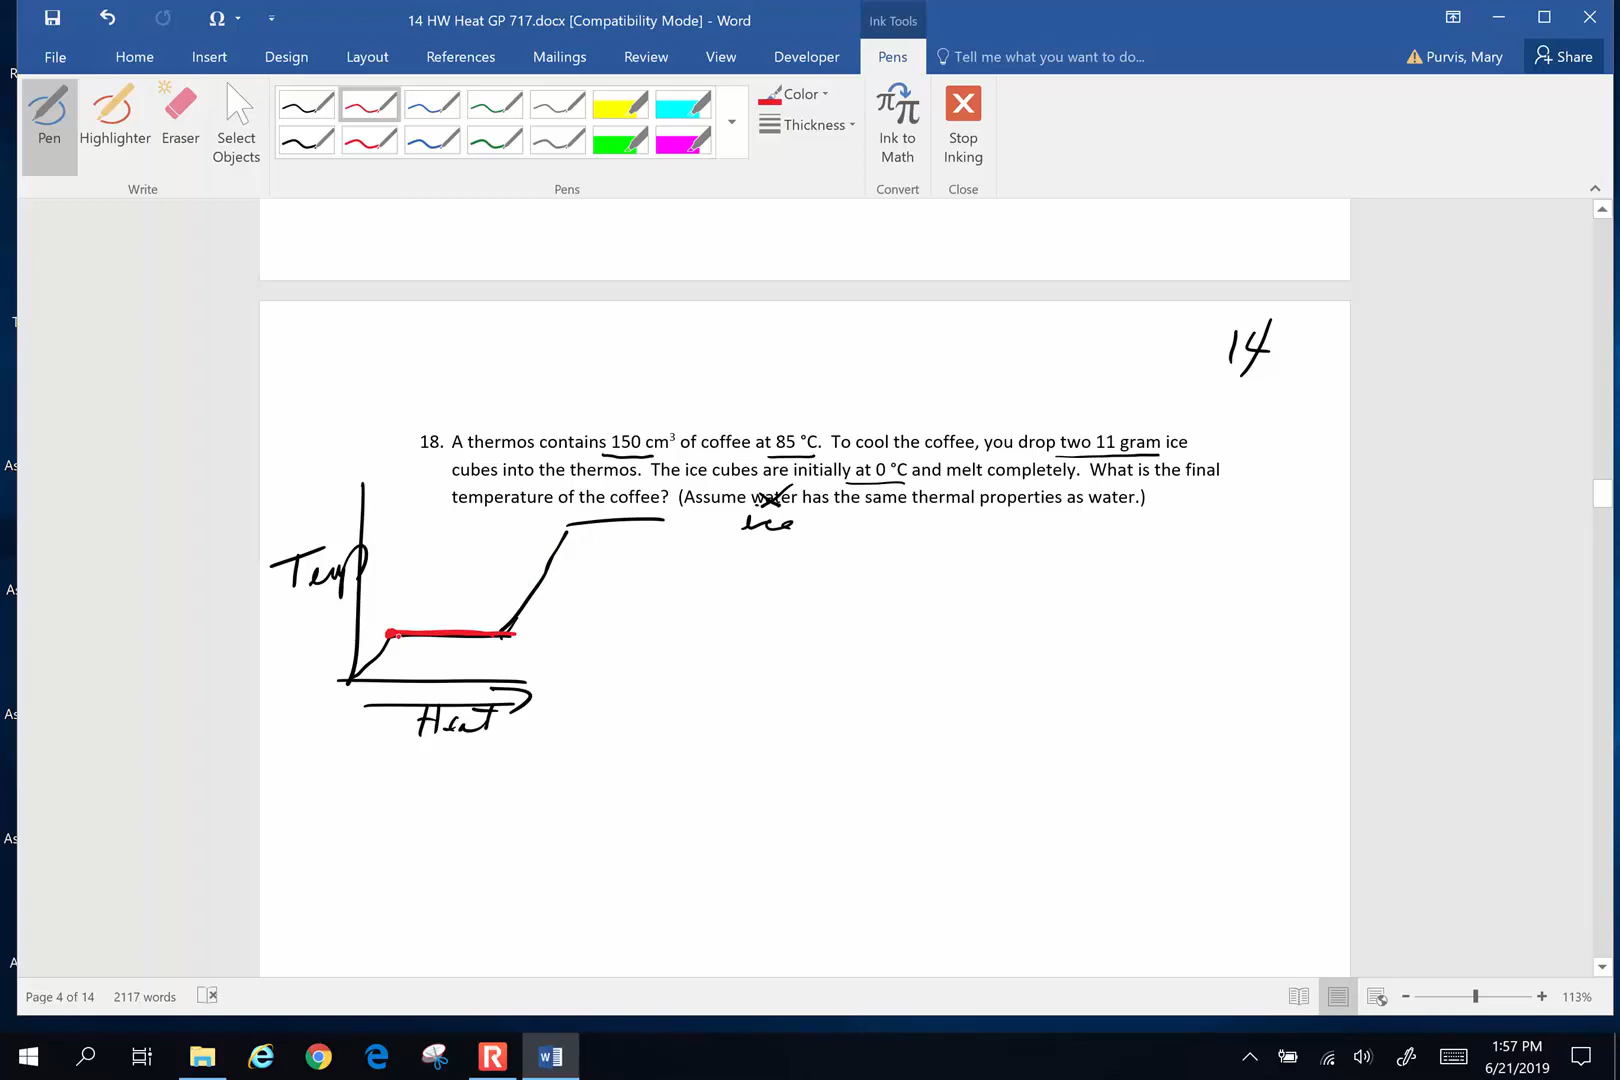 14 HW Heat GP 717.docx [Compatibility Mode] - Word
Ink Tools
File Home Insert Design Layout References Mailings Review View Developer Pens Tell me what you want to do... Purvis, Mary Share
Pen Highlighter Eraser Select Objects
Color
Thickness
Ink to Math
Stop Inking
Write Pens Convert Close
14
18. A thermos contains 150 cm³ of coffee at 85 °C. To cool the coffee, you drop two 11 gram ice
cubes into the thermos. The ice cubes are initially at 0 °C and melt completely. What is the final
temperature of the coffee? (Assume water has the same thermal properties as water.)
ice
Temp
Heat
Page 4 of 14 2117 words 113%
1:57 PM
6/21/2019